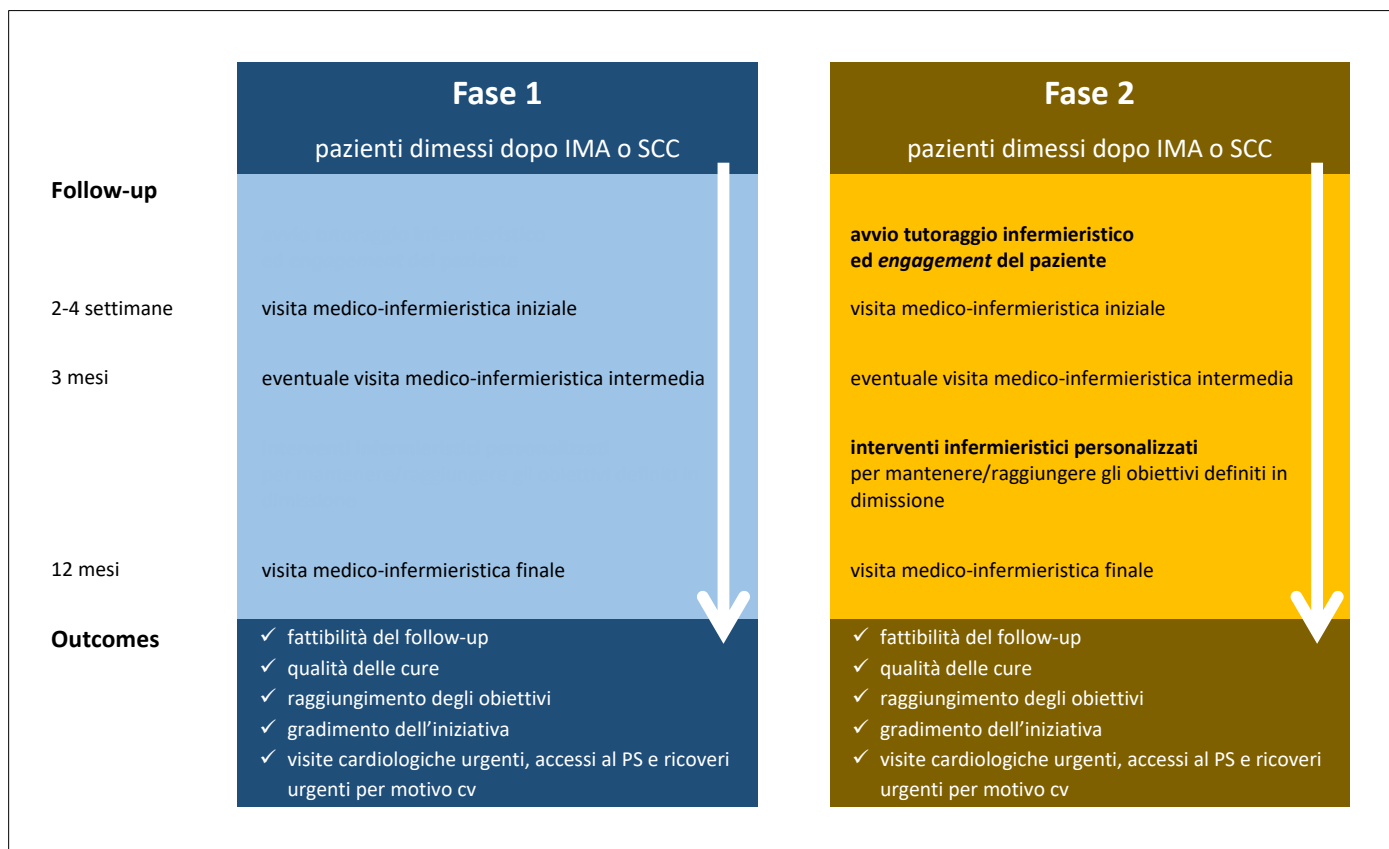 Fase 1
pazienti dimessi dopo IMA o SCC
Fase 2
pazienti dimessi dopo IMA o SCC
Follow-up
avvio tutoraggio infermieristico
ed engagement del paziente
2-4 settimane
visita medico-infermieristica iniziale
visita medico-infermieristica iniziale
3 mesi
eventuale visita medico-infermieristica intermedia
eventuale visita medico-infermieristica intermedia
interventi infermieristici personalizzati
per mantenere/raggiungere gli obiettivi definiti in
dimissione
12 mesi
visita medico-infermieristica finale
visita medico-infermieristica finale
Outcomes
✓ fattibilità del follow-up
✓ qualità delle cure
✓ raggiungimento degli obiettivi
✓ gradimento dell'iniziativa
✓ visite cardiologiche urgenti, accessi al PS e ricoveri
urgenti per motivo cv
✓ fattibilità del follow-up
✓ qualità delle cure
✓ raggiungimento degli obiettivi
✓ gradimento dell'iniziativa
✓ visite cardiologiche urgenti, accessi al PS e ricoveri
urgenti per motivo cv